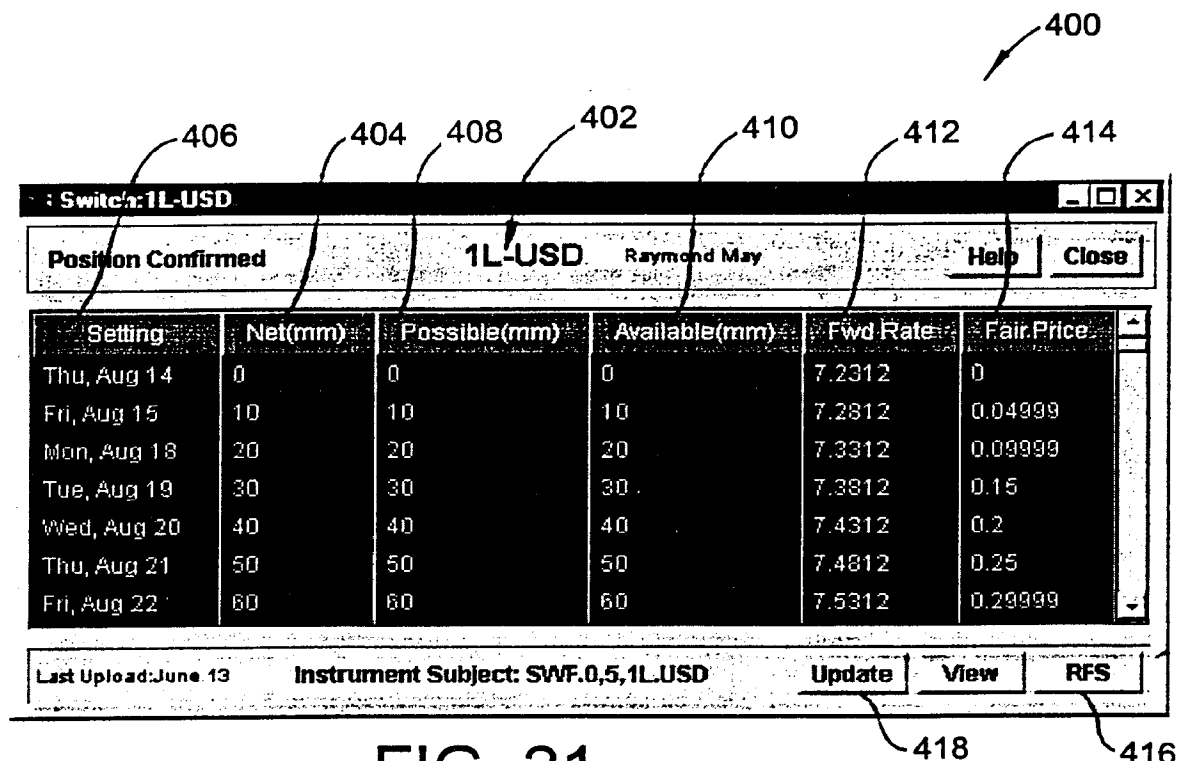 400
406 404 408 402 410 412 414
: Switch:1L-USD
Position Confirmed 1L-USD Raymond May Help Close
Setting Net(mm) Possible(mm) Available(mm) Fwd Rate Fair.Price
Thu, Aug 14 0 0 0 7.2312 0
Fri, Aug 15 10 10 10 7.2812 0.04999
Mon, Aug 18 20 20 20 7.3312 0.09999
Tue, Aug 19 30 30 30 7.3812 0.15
Wed, Aug 20 40 40 40 7.4312 0.2
Thu, Aug 21 50 50 50 7.4812 0.25
Fri, Aug 22 60 60 60 7.5312 0.29999
Last Upload:June 13 Instrument Subject: SWF.0,5,1L.USD Update View RFS
418 416
FIG. 31